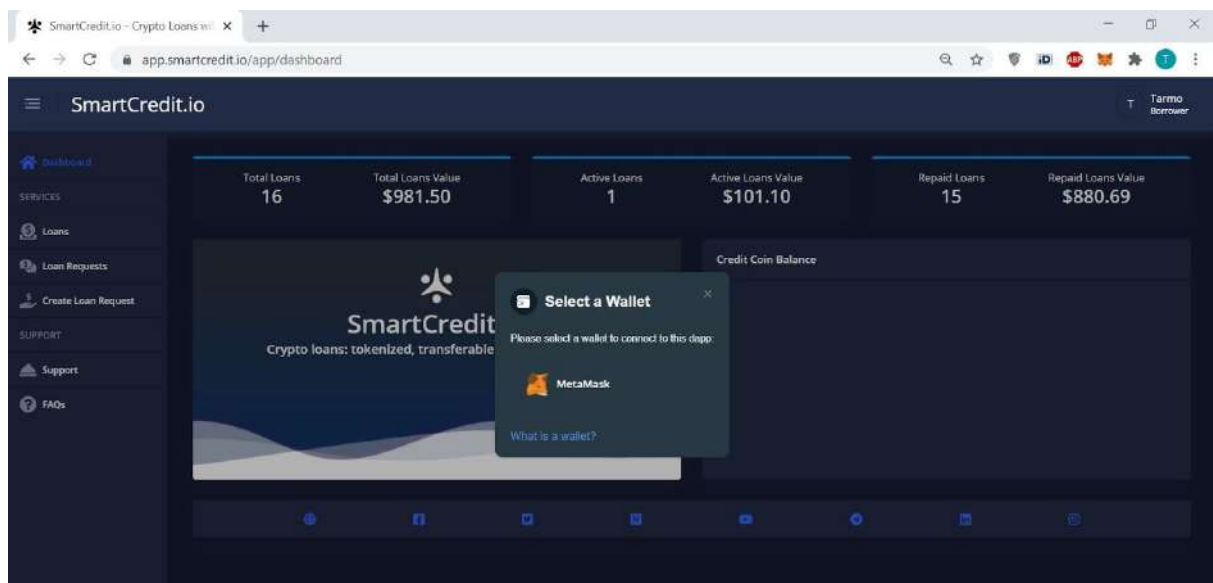 SmartCredit.io - Crypto Loans wi
app.smartcredit.io/app/dashboard
iD
ABP
T
SmartCredit.io
T
Tarmo
Borrower
Dashboard
SERVICES
Loans
Loan Requests
Create Loan Request
SUPPORT
Support
FAQs
Total Loans
16
Total Loans Value
$981.50
Active Loans
1
Active Loans Value
$101.10
Repaid Loans
15
Repaid Loans Value
$880.69
SmartCredit
Crypto loans: tokenized, transferable
Credit Coin Balance
Select a Wallet
Please select a wallet to connect to this dapp:
MetaMask
What is a wallet?